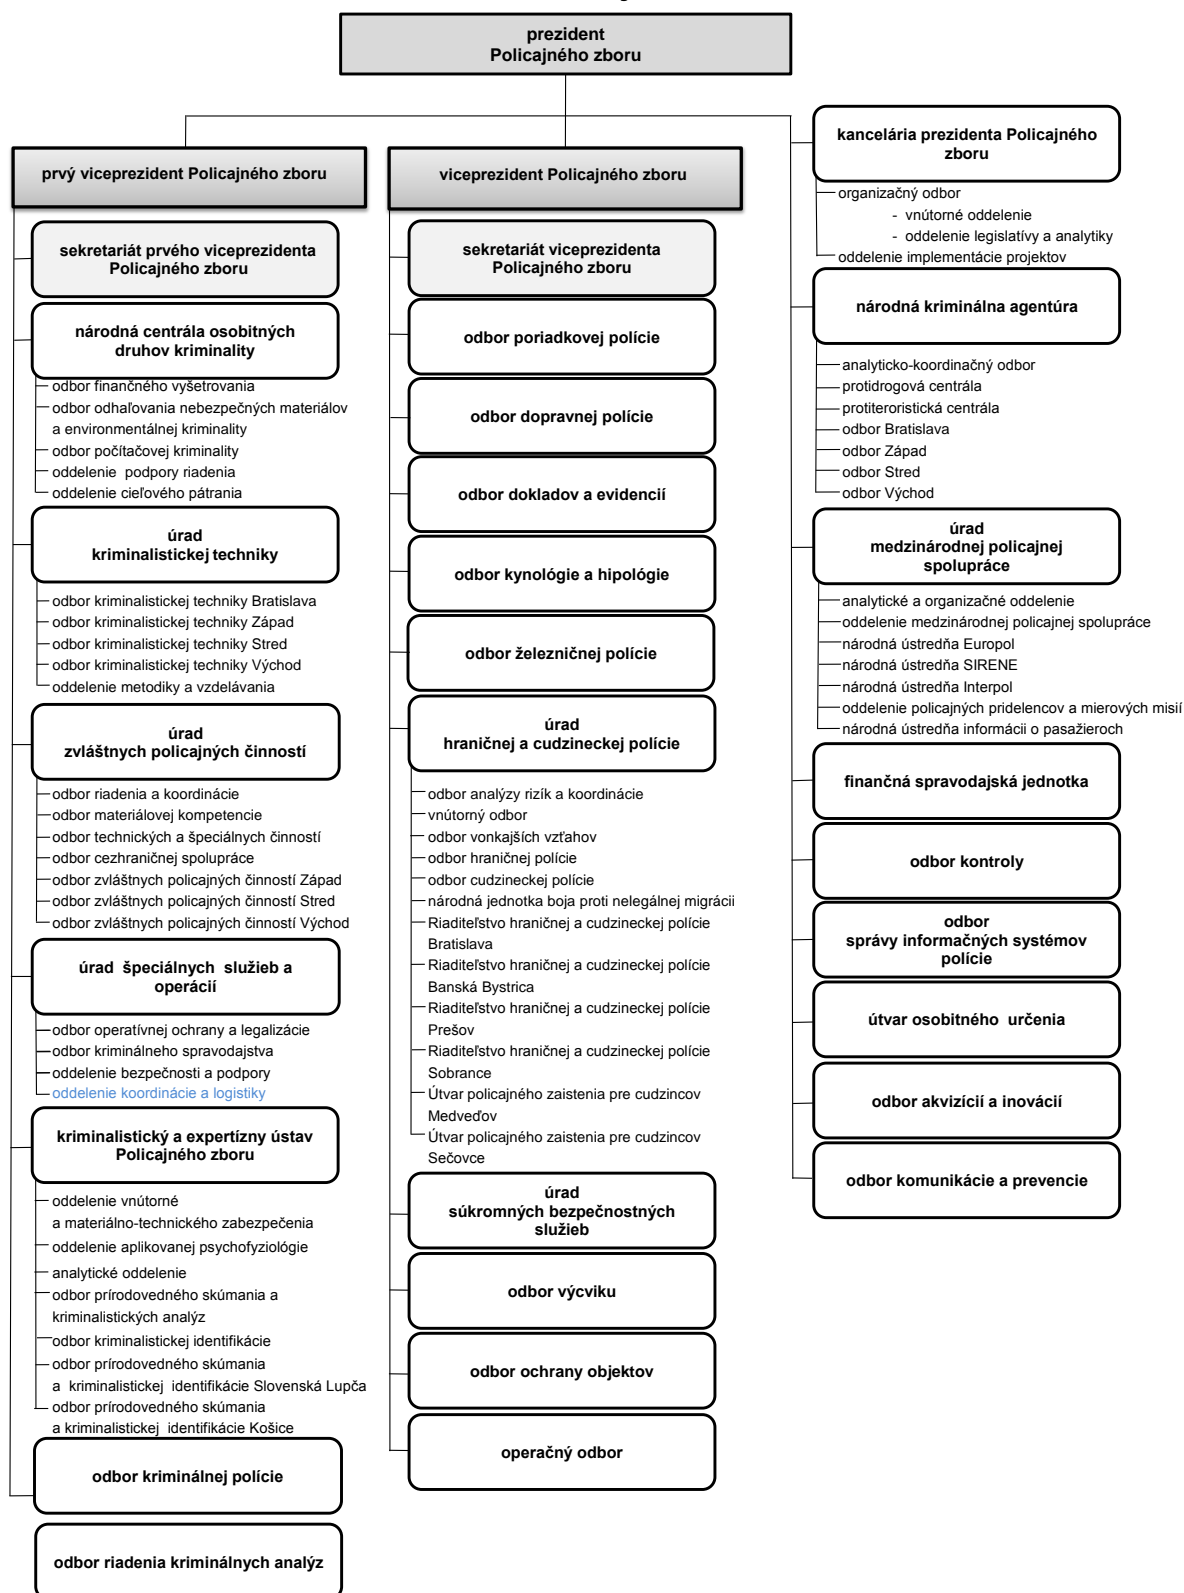 prezident
Policajného zboru
prvý viceprezident Policajného zboru
sekretariát prvého viceprezidenta
Policajného zboru
národná centrála osobitných
druhov kriminality
odbor finančného vyšetrovania
odbor odhaľovania nebezpečných materiálov
a environmentálnej kriminality
odbor počítačovej kriminality
oddelenie podpory riadenia
oddelenie cieľového pátrania
úrad
kriminalistickej techniky
odbor kriminalistickej techniky Bratislava
odbor kriminalistickej techniky Západ
odbor kriminalistickej techniky Stred
odbor kriminalistickej techniky Východ
oddelenie metodiky a vzdelávania
úrad
zvláštnych policajných činností
odbor riadenia a koordinácie
odbor materiálovej kompetencie
odbor technických a špeciálnych činností
odbor cezhraničnej spolupráce
odbor zvláštnych policajných činností Západ
odbor zvláštnych policajných činností Stred
odbor zvláštnych policajných činností Východ
úrad špeciálnych služieb a
operácií
odbor operatívnej ochrany a legalizácie
odbor kriminálneho spravodajstva
oddelenie bezpečnosti a podpory
oddelenie koordinácie a logistiky
kriminalistický a expertízny ústav
Policajného zboru
oddelenie vnútorné
a materiálno-technického zabezpečenia
oddelenie aplikovanej psychofyziológie
analytické oddelenie
odbor prírodovedného skúmania a
kriminalistických analýz
odbor kriminalistickej identifikácie
odbor prírodovedného skúmania
a kriminalistickej identifikácie Slovenská Lupča
odbor prírodovedného skúmania
a kriminalistickej identifikácie Košice
odbor kriminálnej polície
odbor riadenia kriminálnych analýz
viceprezident Policajného zboru
sekretariát viceprezidenta
Policajného zboru
odbor poriadkovej polície
odbor dopravnej polície
odbor dokladov a evidencií
odbor kynológie a hipológie
odbor železničnej polície
úrad
hraničnej a cudzineckej polície
odbor analýzy rizík a koordinácie
vnútorný odbor
odbor vonkajších vzťahov
odbor hraničnej polície
odbor cudzineckej polície
národná jednotka boja proti nelegálnej migrácii
Riaditeľstvo hraničnej a cudzineckej polície
Bratislava
Riaditeľstvo hraničnej a cudzineckej polície
Banská Bystrica
Riaditeľstvo hraničnej a cudzineckej polície
Prešov
Riaditeľstvo hraničnej a cudzineckej polície
Sobrance
Útvar policajného zaistenia pre cudzincov
Medveďov
Útvar policajného zaistenia pre cudzincov
Sečovce
úrad
súkromných bezpečnostných
služieb
odbor výcviku
odbor ochrany objektov
operačný odbor
kancelária prezidenta Policajného
zboru
organizačný odbor
- vnútorné oddelenie
- oddelenie legislatívy a analytiky
oddelenie implementácie projektov
národná kriminálna agentúra
analyticko-koordinačný odbor
protidrogová centrála
protiteroristická centrála
odbor Bratislava
odbor Západ
odbor Stred
odbor Východ
úrad
medzinárodnej policajnej
spolupráce
analytické a organizačné oddelenie
oddelenie medzinárodnej policajnej spolupráce
národná ústredňa Europol
národná ústredňa SIRENE
národná ústredňa Interpol
oddelenie policajných pridelencov a mierových misií
národná ústredňa informácii o pasažieroch
finančná spravodajská jednotka
odbor kontroly
odbor
správy informačných systémov
polície
útvar osobitného určenia
odbor akvizícií a inovácií
odbor komunikácie a prevencie